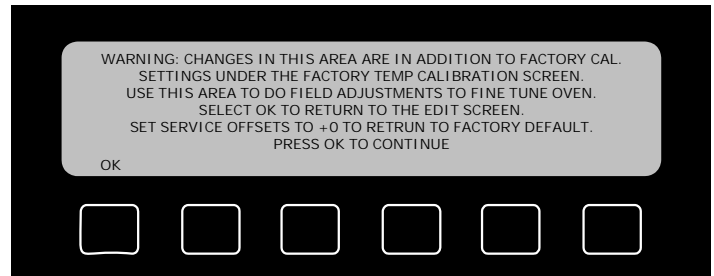 WARNING: CHANGES IN THIS AREA ARE IN ADDITION TO FACTORY CAL.
SETTINGS UNDER THE FACTORY TEMP CALIBRATION SCREEN.
USE THIS AREA TO DO FIELD ADJUSTMENTS TO FINE TUNE OVEN.
SELECT OK TO RETURN TO THE EDIT SCREEN.
SET SERVICE OFFSETS TO +0 TO RETRUN TO FACTORY DEFAULT.
PRESS OK TO CONTINUE
OK